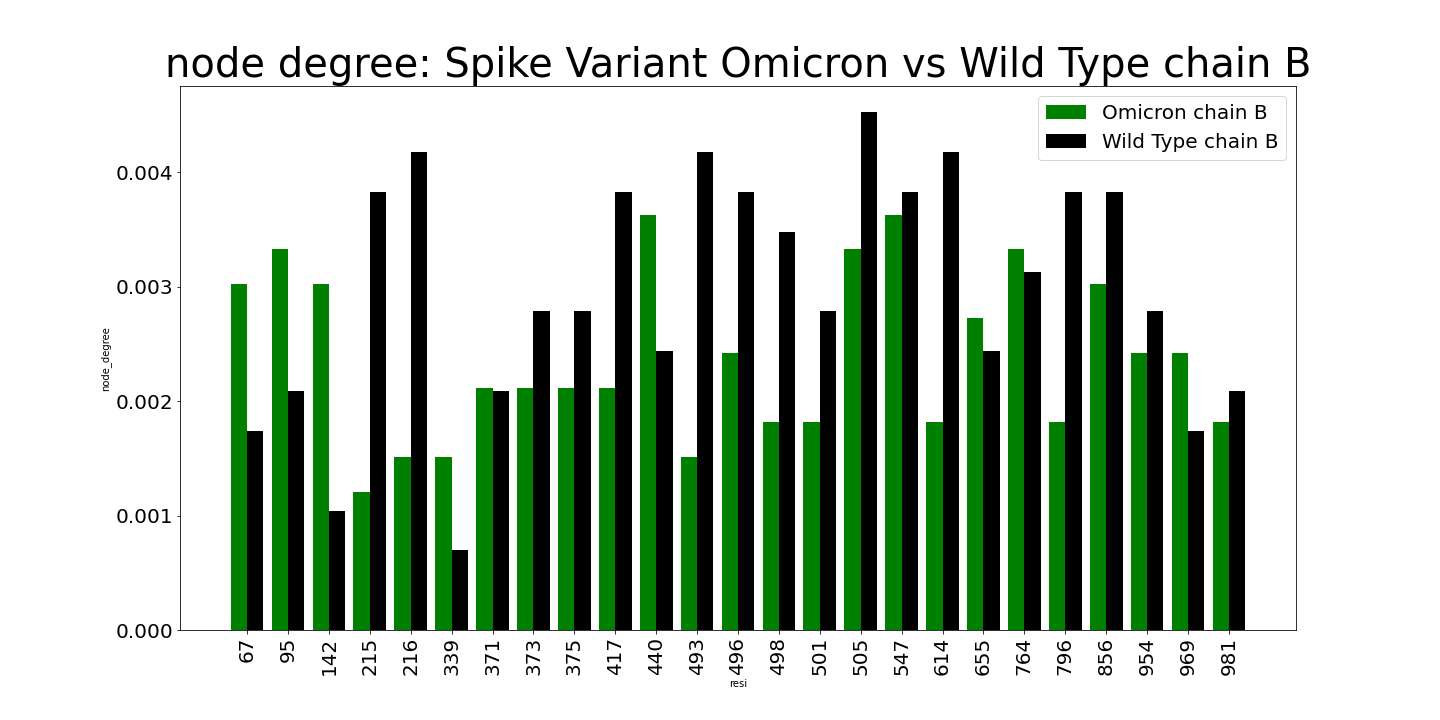 node degree: Spike Variant Omicron vs Wild Type chain B
Omicron chain B
Wild Type chain B
0.004
0.003
0.002
0.001
0.000
node_degree
67 95 142 215 216 339 371 373 375 417 440 493 496 498 501 505 547 614 655 764 796 856 954 969 981
resi